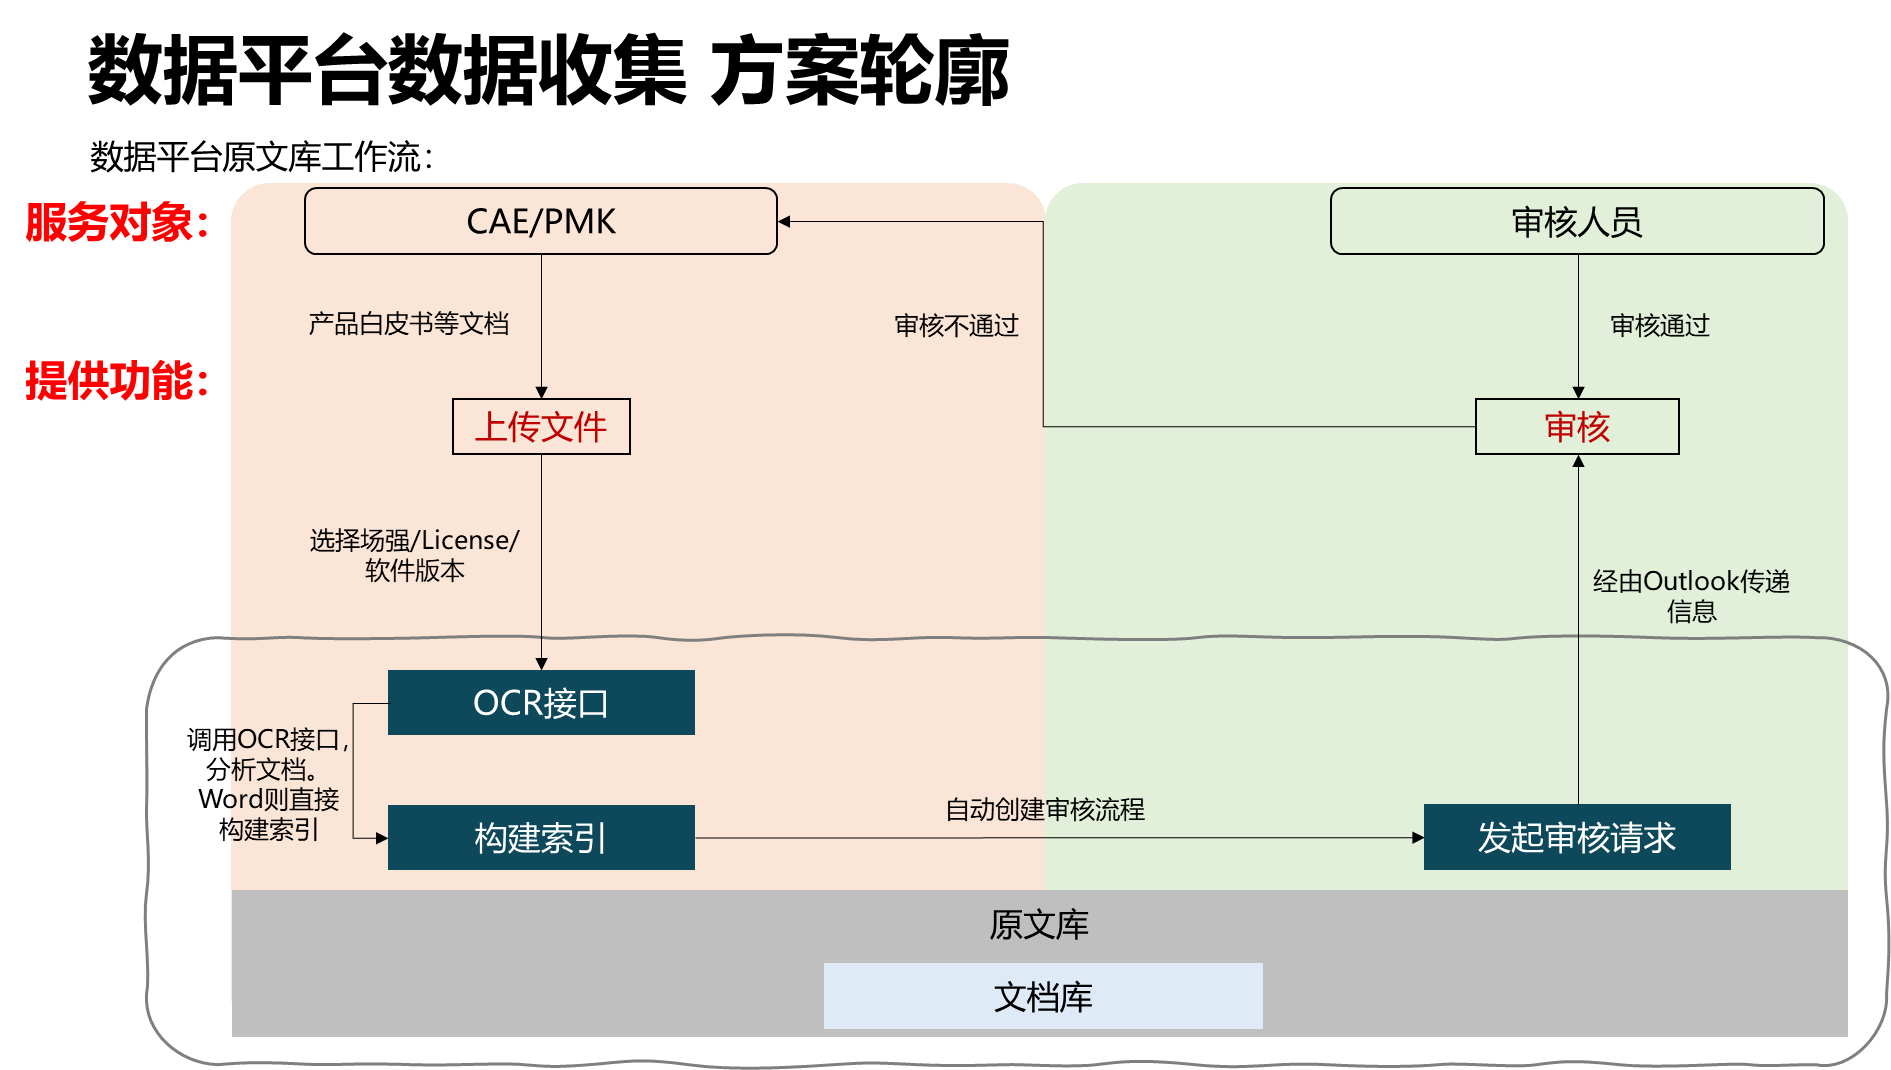 数据平台数据收集 方案轮廓
数据平台原文库工作流：
服务对象：
CAE/PMK
审核人员
产品白皮书等文档
审核不通过
审核通过
提供功能：
上传文件
审核
选择场强/License/
软件版本
经由Outlook传递
信息
OCR接口
调用OCR接口，
分析文档。
Word则直接
构建索引
构建索引
自动创建审核流程
发起审核请求
原文库
文档库